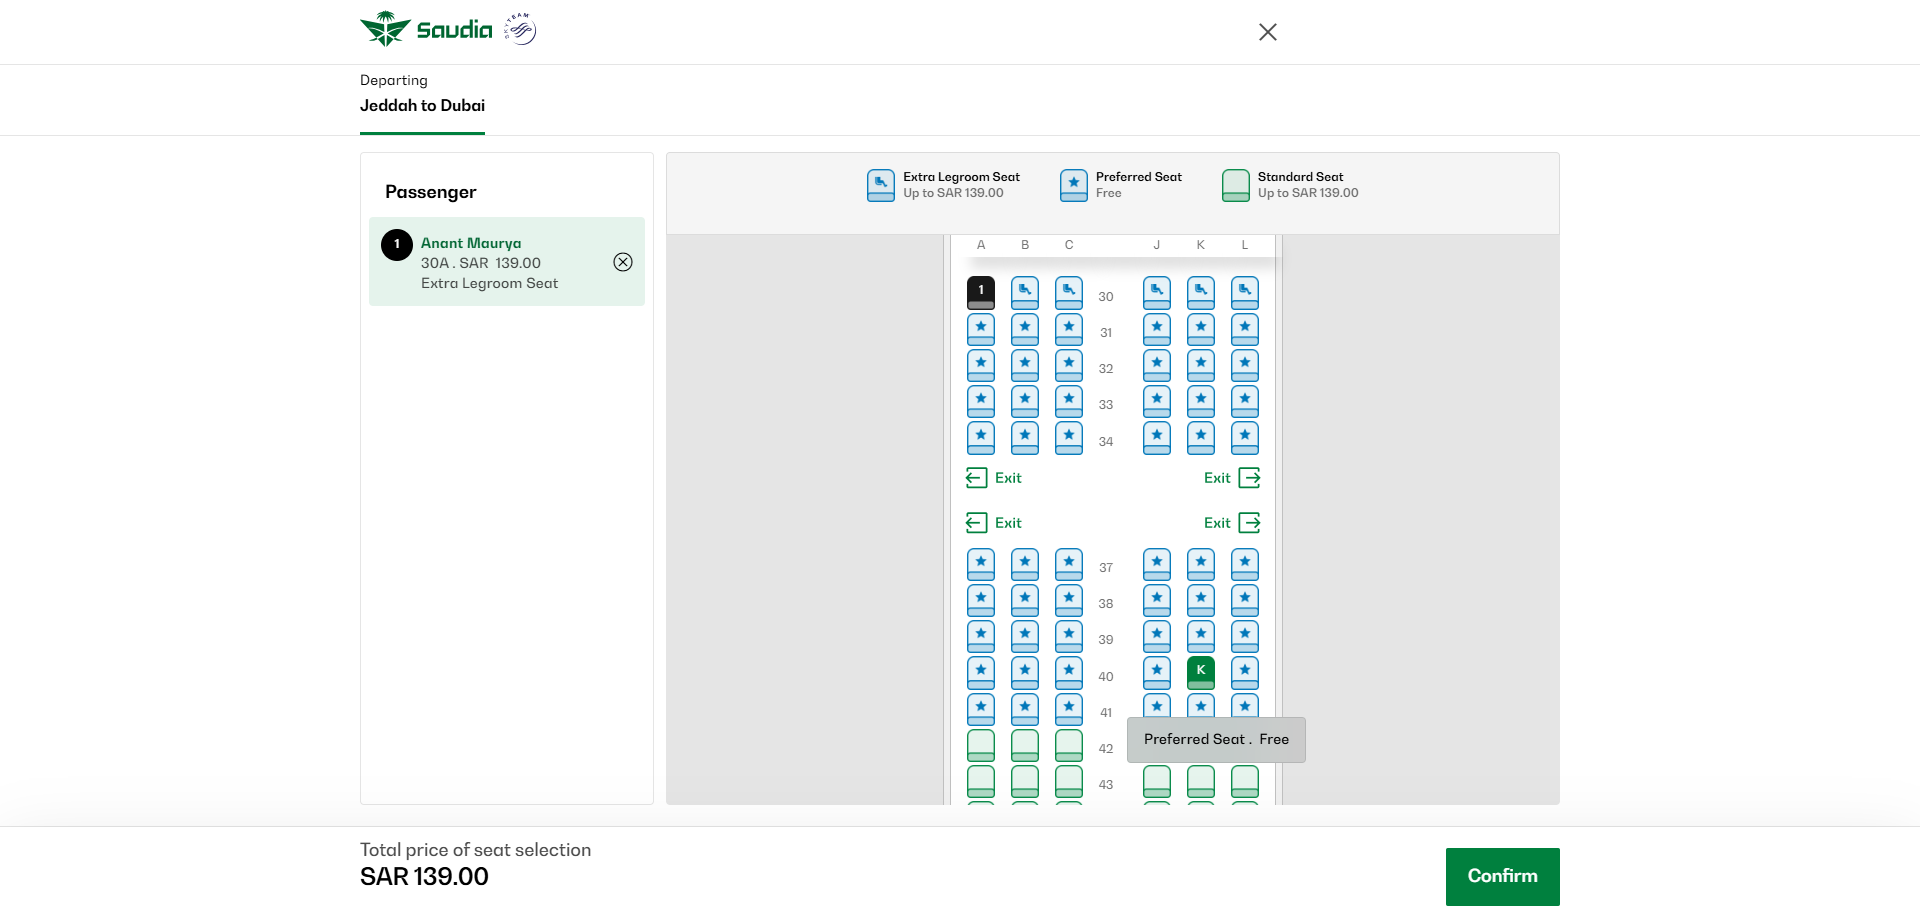 Saudia
SKYTEAM
Departing
Jeddah to Dubai
Passenger
1
Anant Maurya
30A . SAR 139.00
Extra Legroom Seat
Extra Legroom Seat
Up to SAR 139.00
Preferred Seat
Free
Standard Seat
Up to SAR 139.00
A B C J K L
1 30
31
32
33
34
Exit Exit
Exit Exit
37
38
39
40 K
41
Preferred Seat . Free
42
43
Total price of seat selection
SAR 139.00
Confirm